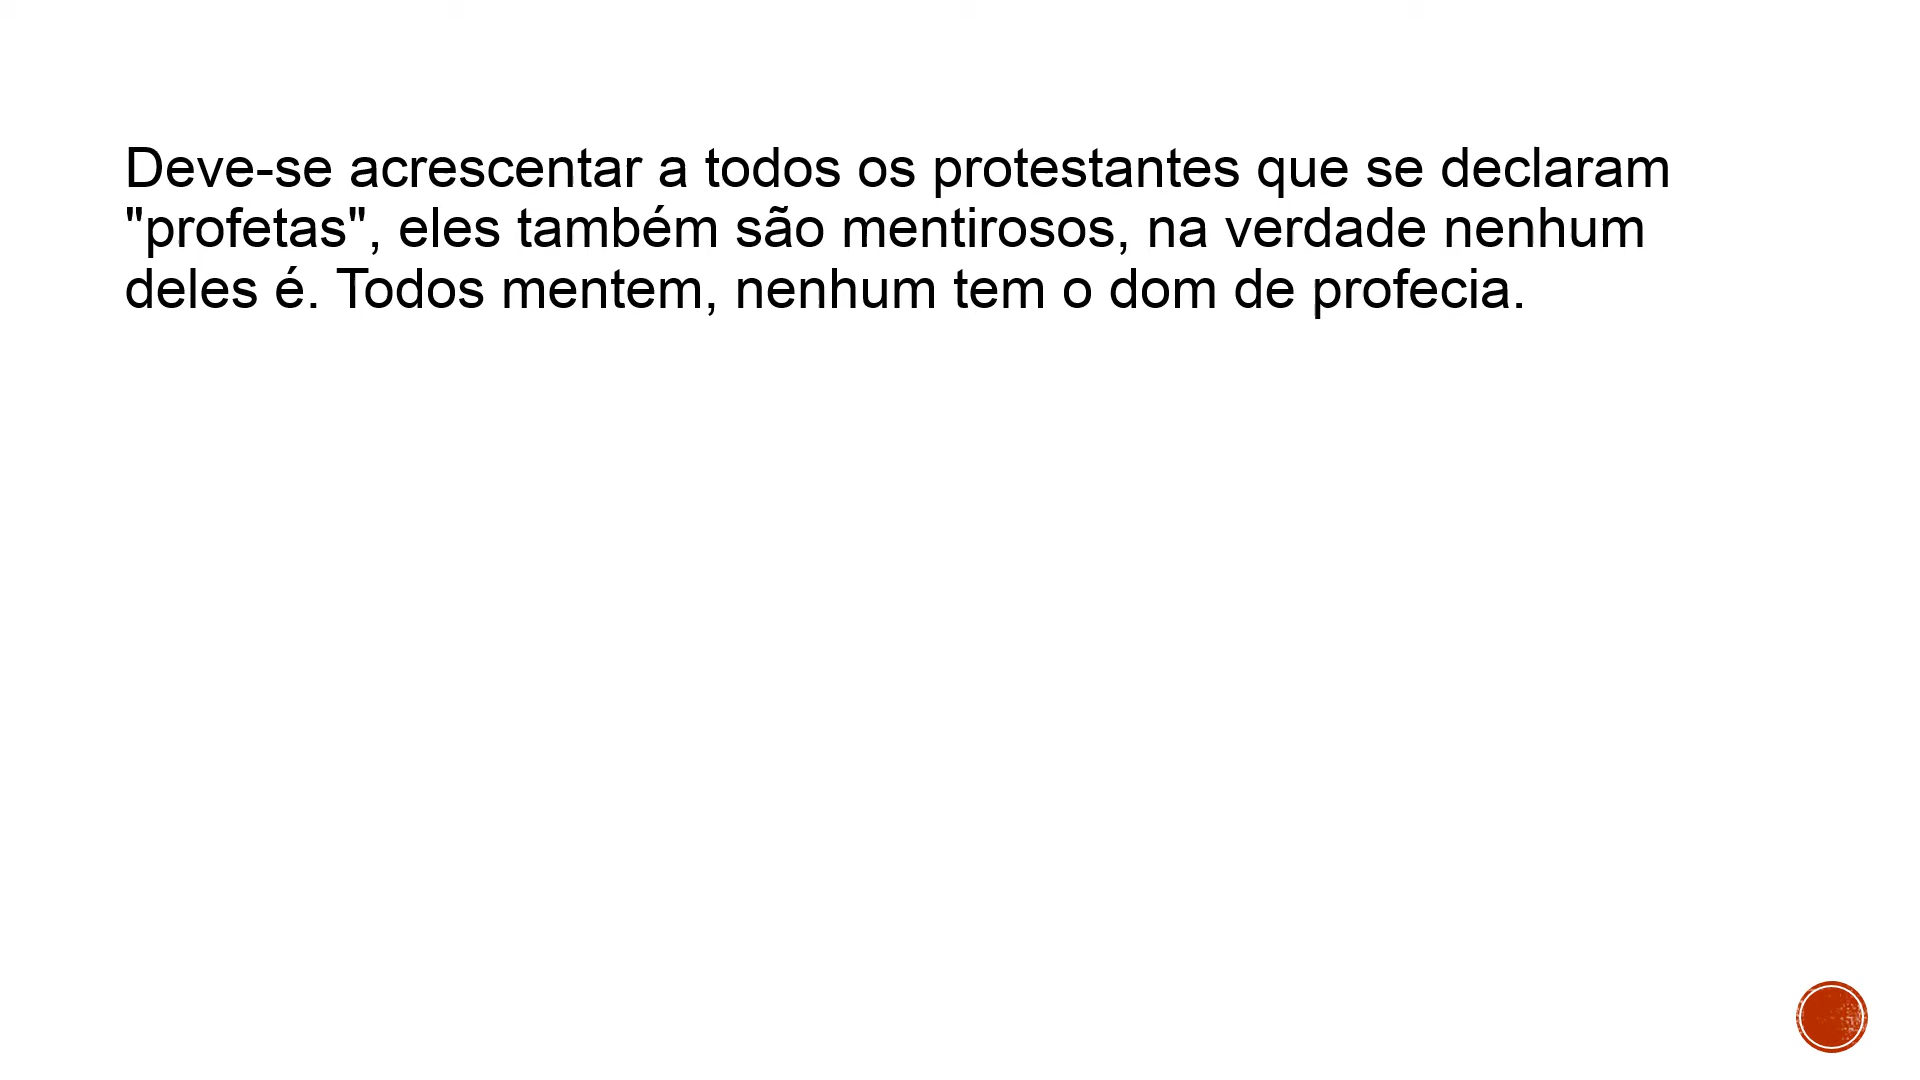 Deve-se acrescentar a todos os protestantes que se declaram
"profetas", eles também são mentirosos, na verdade nenhum
deles é. Todos mentem, nenhum tem o dom de profecia.